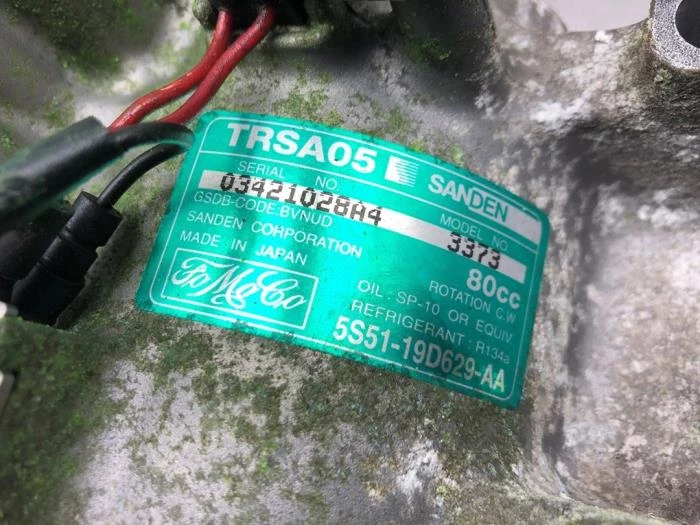 TRSA05 SANDEN
SERIAL NO. MODEL NO
03421028A4 3373
GSDB-CODE:BVNUD 80cc
SANDEN CORPORATION ROTATION C.W
MADE IN JAPAN OIL : SP-10 OR EQUIV
REFRIGERANT : R134a
FoMoCo 5S51-19D629-AA